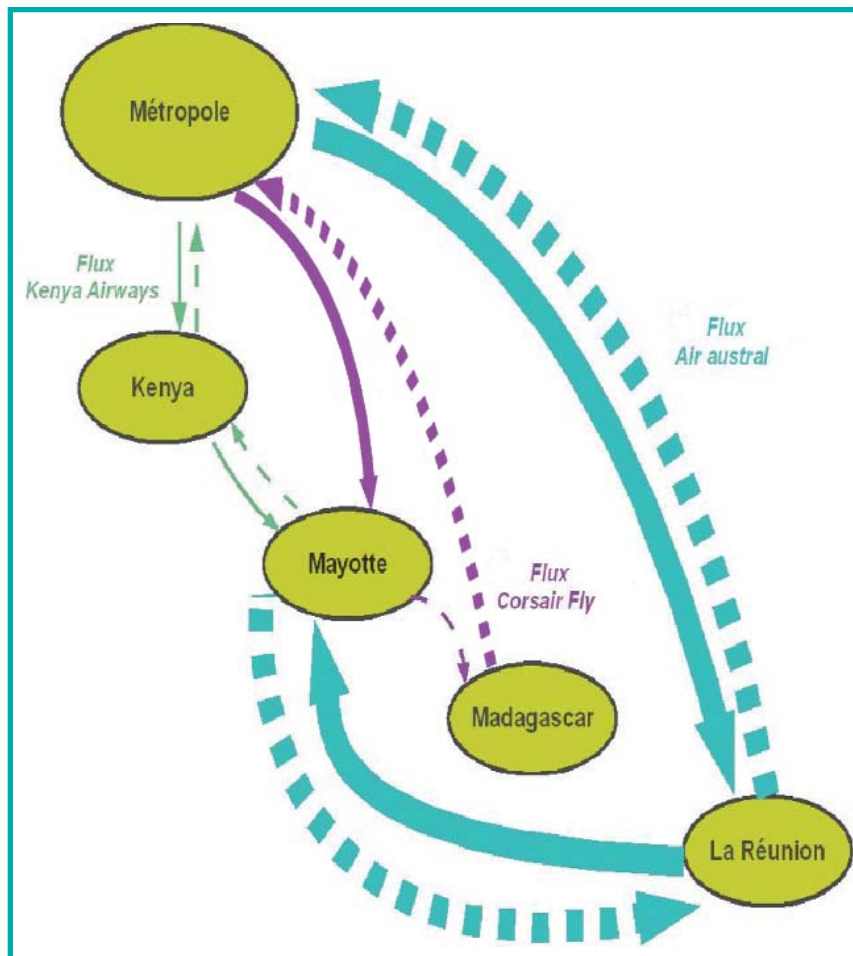 Métropole
Flux
Kenya Airways
Flux
Air austral
Kenya
Mayotte
Flux
Corsair Fly
Madagascar
La Réunion